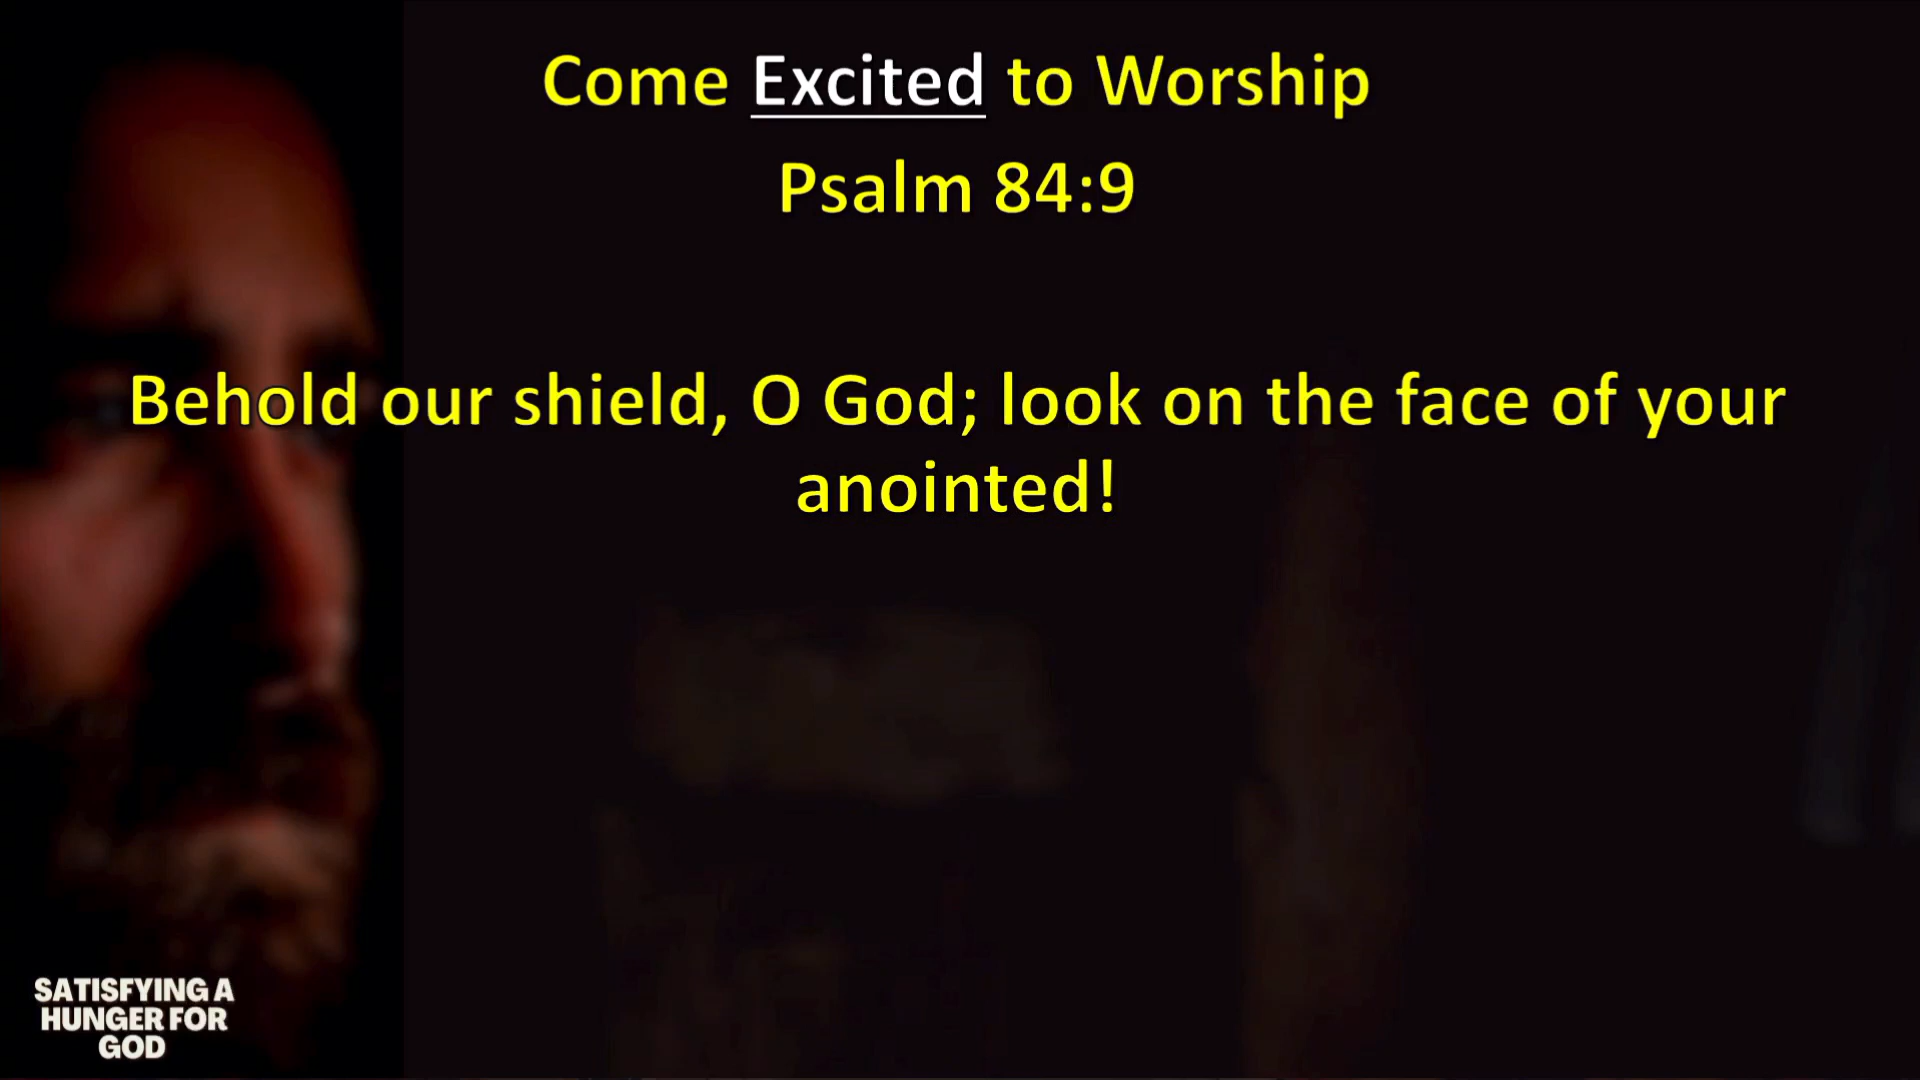 Come Excited to Worship
Psalm 84:9
Behold our shield, O God; look on the face of your
anointed!
SATISFYING A
HUNGER FOR
GOD